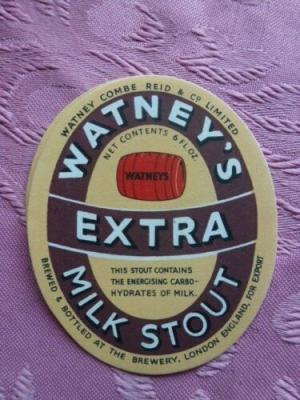 WATNEY COMBE REID & Cº LIMITED
WATNEY'S
NET CONTENTS 6 FL.OZ.
WATNEYS
EXTRA
THIS STOUT CONTAINS
THE ENERGISING CARBO-
HYDRATES OF MILK.
MILK STOUT
BREWED & BOTTLED AT THE BREWERY, LONDON ENGLAND, FOR EXPORT